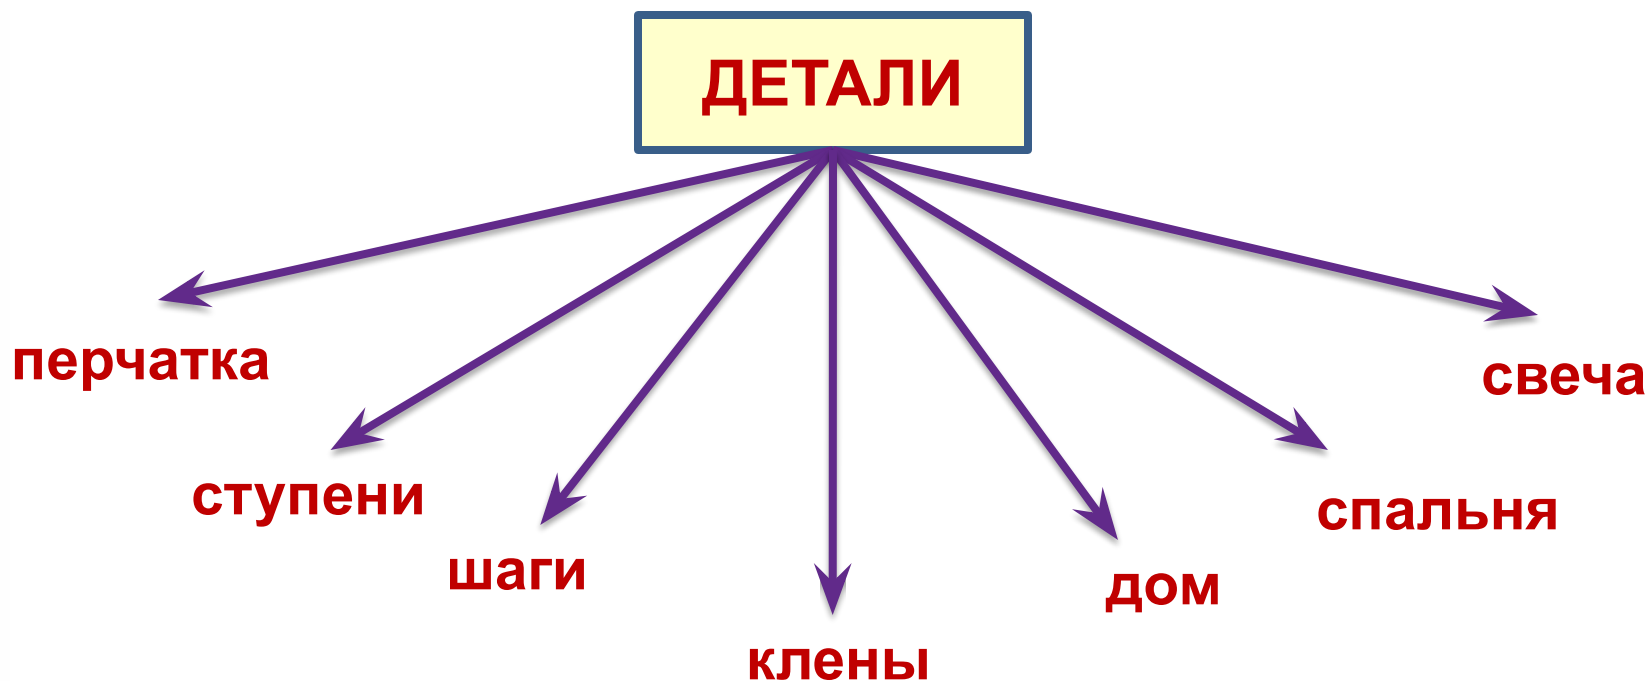 ДЕТАЛИ
перчатка
ступени
шаги
клены
дом
спальня
свеча